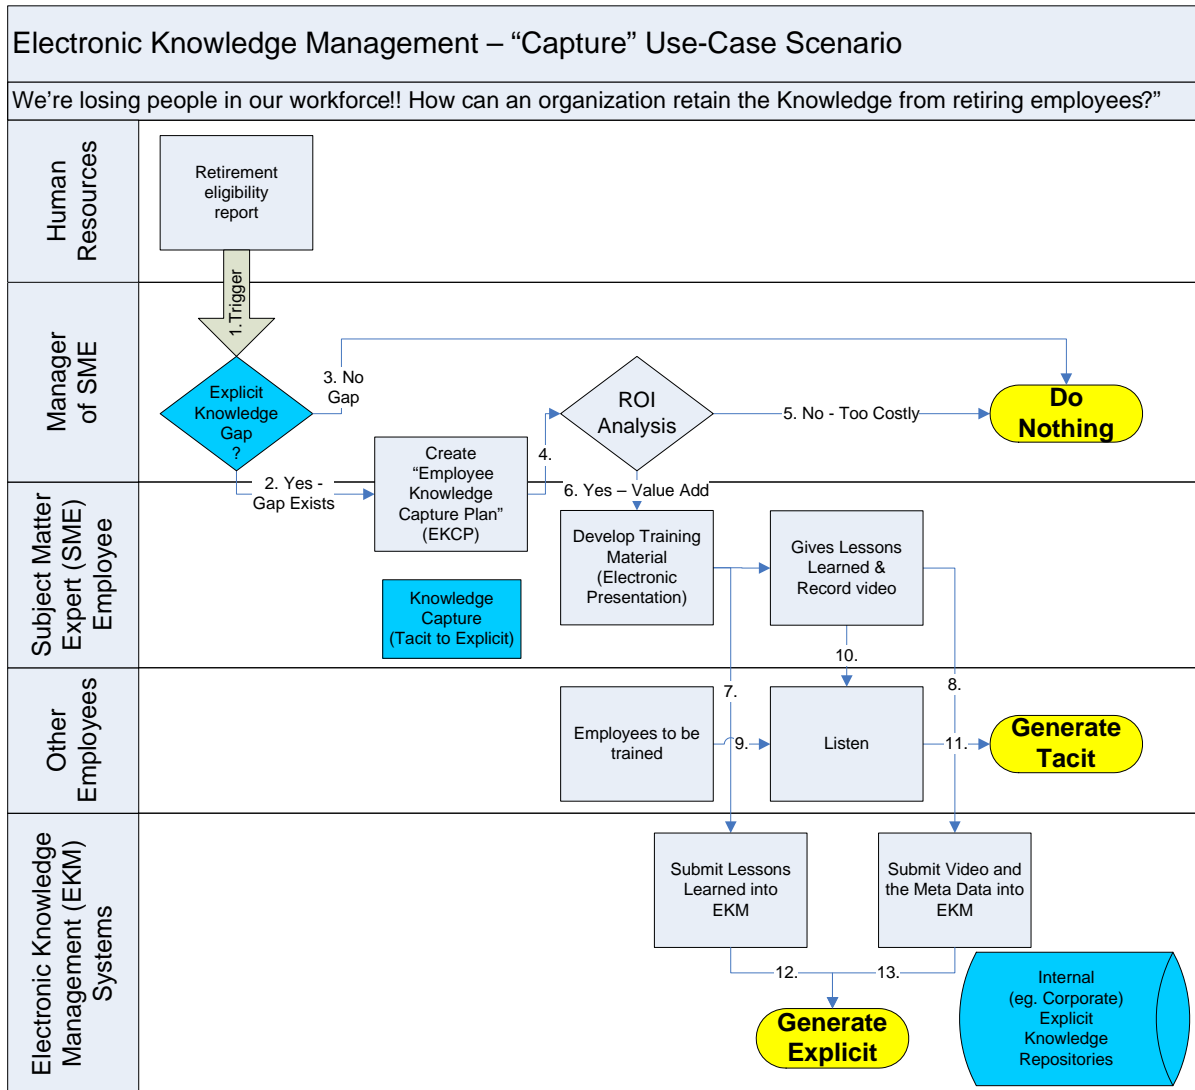 Electronic Knowledge Management – “Capture” Use-Case Scenario
We’re losing people in our workforce!! How can an organization retain the Knowledge from retiring employees?”
Human
Resources
Retirement
eligibility
report
1.Trigger
Manager
of SME
Explicit
Knowledge
Gap
?
3. No
Gap
2. Yes -
Gap Exists
Create
“Employee
Knowledge
Capture Plan”
(EKCP)
4.
ROI
Analysis
5. No - Too Costly
Do
Nothing
6. Yes – Value Add
Subject Matter
Expert (SME)
Employee
Knowledge
Capture
(Tacit to Explicit)
Develop Training
Material
(Electronic
Presentation)
Gives Lessons
Learned &
Record video
10.
7.
8.
Other
Employees
Employees to be
trained
9.
Listen
11.
Generate
Tacit
Electronic Knowledge
Management (EKM)
Systems
Submit Lessons
Learned into
EKM
Submit Video and
the Meta Data into
EKM
12.
13.
Generate
Explicit
Internal
(eg. Corporate)
Explicit
Knowledge
Repositories